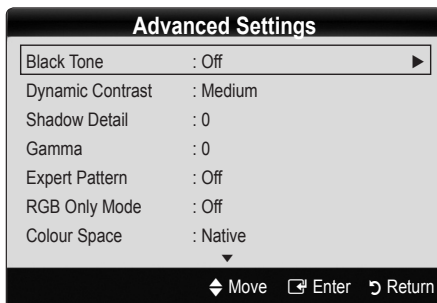 Advanced Settings
Black Tone : Off ▶
Dynamic Contrast : Medium
Shadow Detail : 0
Gamma : 0
Expert Pattern : Off
RGB Only Mode : Off
Colour Space : Native
▼
Move Enter Return